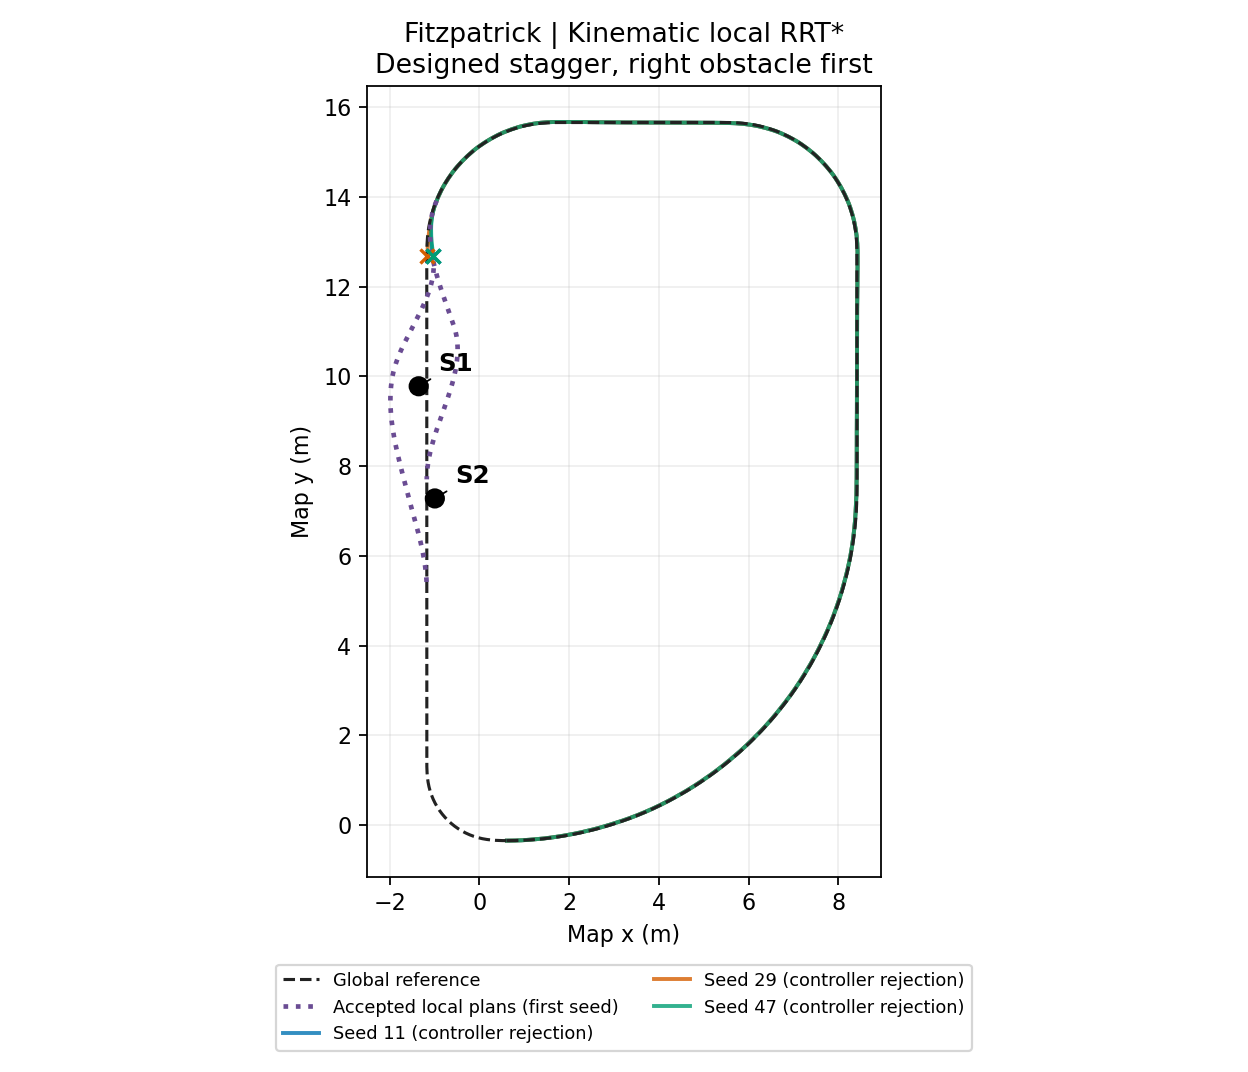 Fitzpatrick | Kinematic local RRT*
Designed stagger, right obstacle first
16
14
12
10
8
6
4
2
0
Map y (m)
S1
S2
−2 0 2 4 6 8
Map x (m)
Global reference
Accepted local plans (first seed)
Seed 11 (controller rejection)
Seed 29 (controller rejection)
Seed 47 (controller rejection)